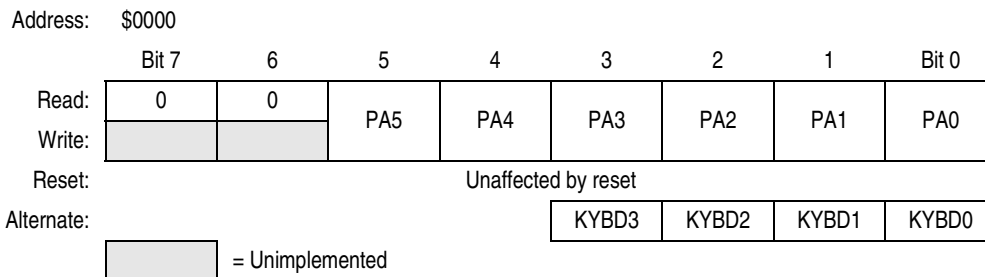 Address: $0000
Bit 7 6 5 4 3 2 1 Bit 0
Read: 0 0 PA5 PA4 PA3 PA2 PA1 PA0
Write:
Reset: Unaffected by reset
Alternate: KYBD3 KYBD2 KYBD1 KYBD0
= Unimplemented